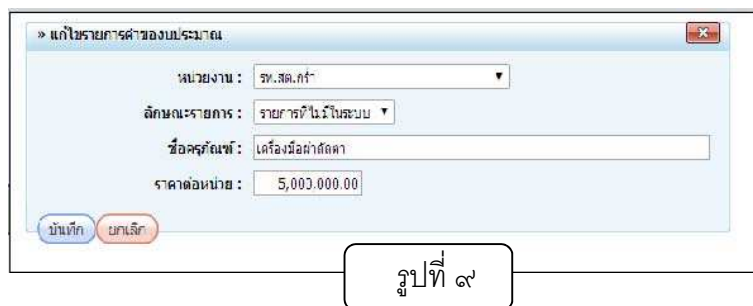 » แก้ไขรายการคำของบประมาณ
หน่วยงาน : รพ.สต.กร่ำ
ลักษณะรายการ : รายการที่ไม่มีในระบบ
ชื่อครุภัณฑ์ : เครื่องมือผ่าตัดตา
ราคาต่อหน่วย : 5,000,000.00
บันทึก ยกเลิก
รูปที่ ๙